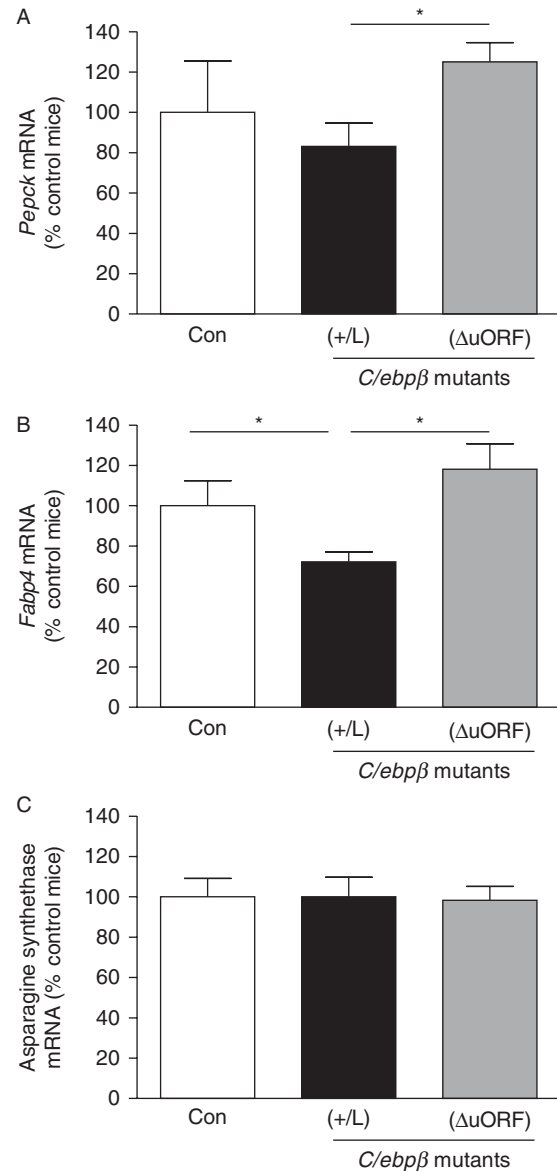 A
*
140
120
100
80
60
40
20
0
Pepck mRNA
(% control mice)
Con
(+/L)
(ΔuORF)
C/ebpβ mutants
B
*
*
140
120
100
80
60
40
20
0
Fabp4 mRNA
(% control mice)
Con
(+/L)
(ΔuORF)
C/ebpβ mutants
C
140
120
100
80
60
40
20
0
Asparagine synthethase
mRNA (% control mice)
Con
(+/L)
(ΔuORF)
C/ebpβ mutants